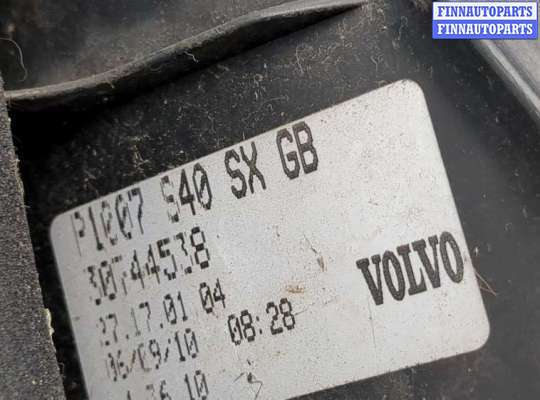 FINNAUTOPARTS
FINNAUTOPARTS
P1007 S40 SX GB
30744538
VOLVO
27.17.01 04
06/09/10 08:28